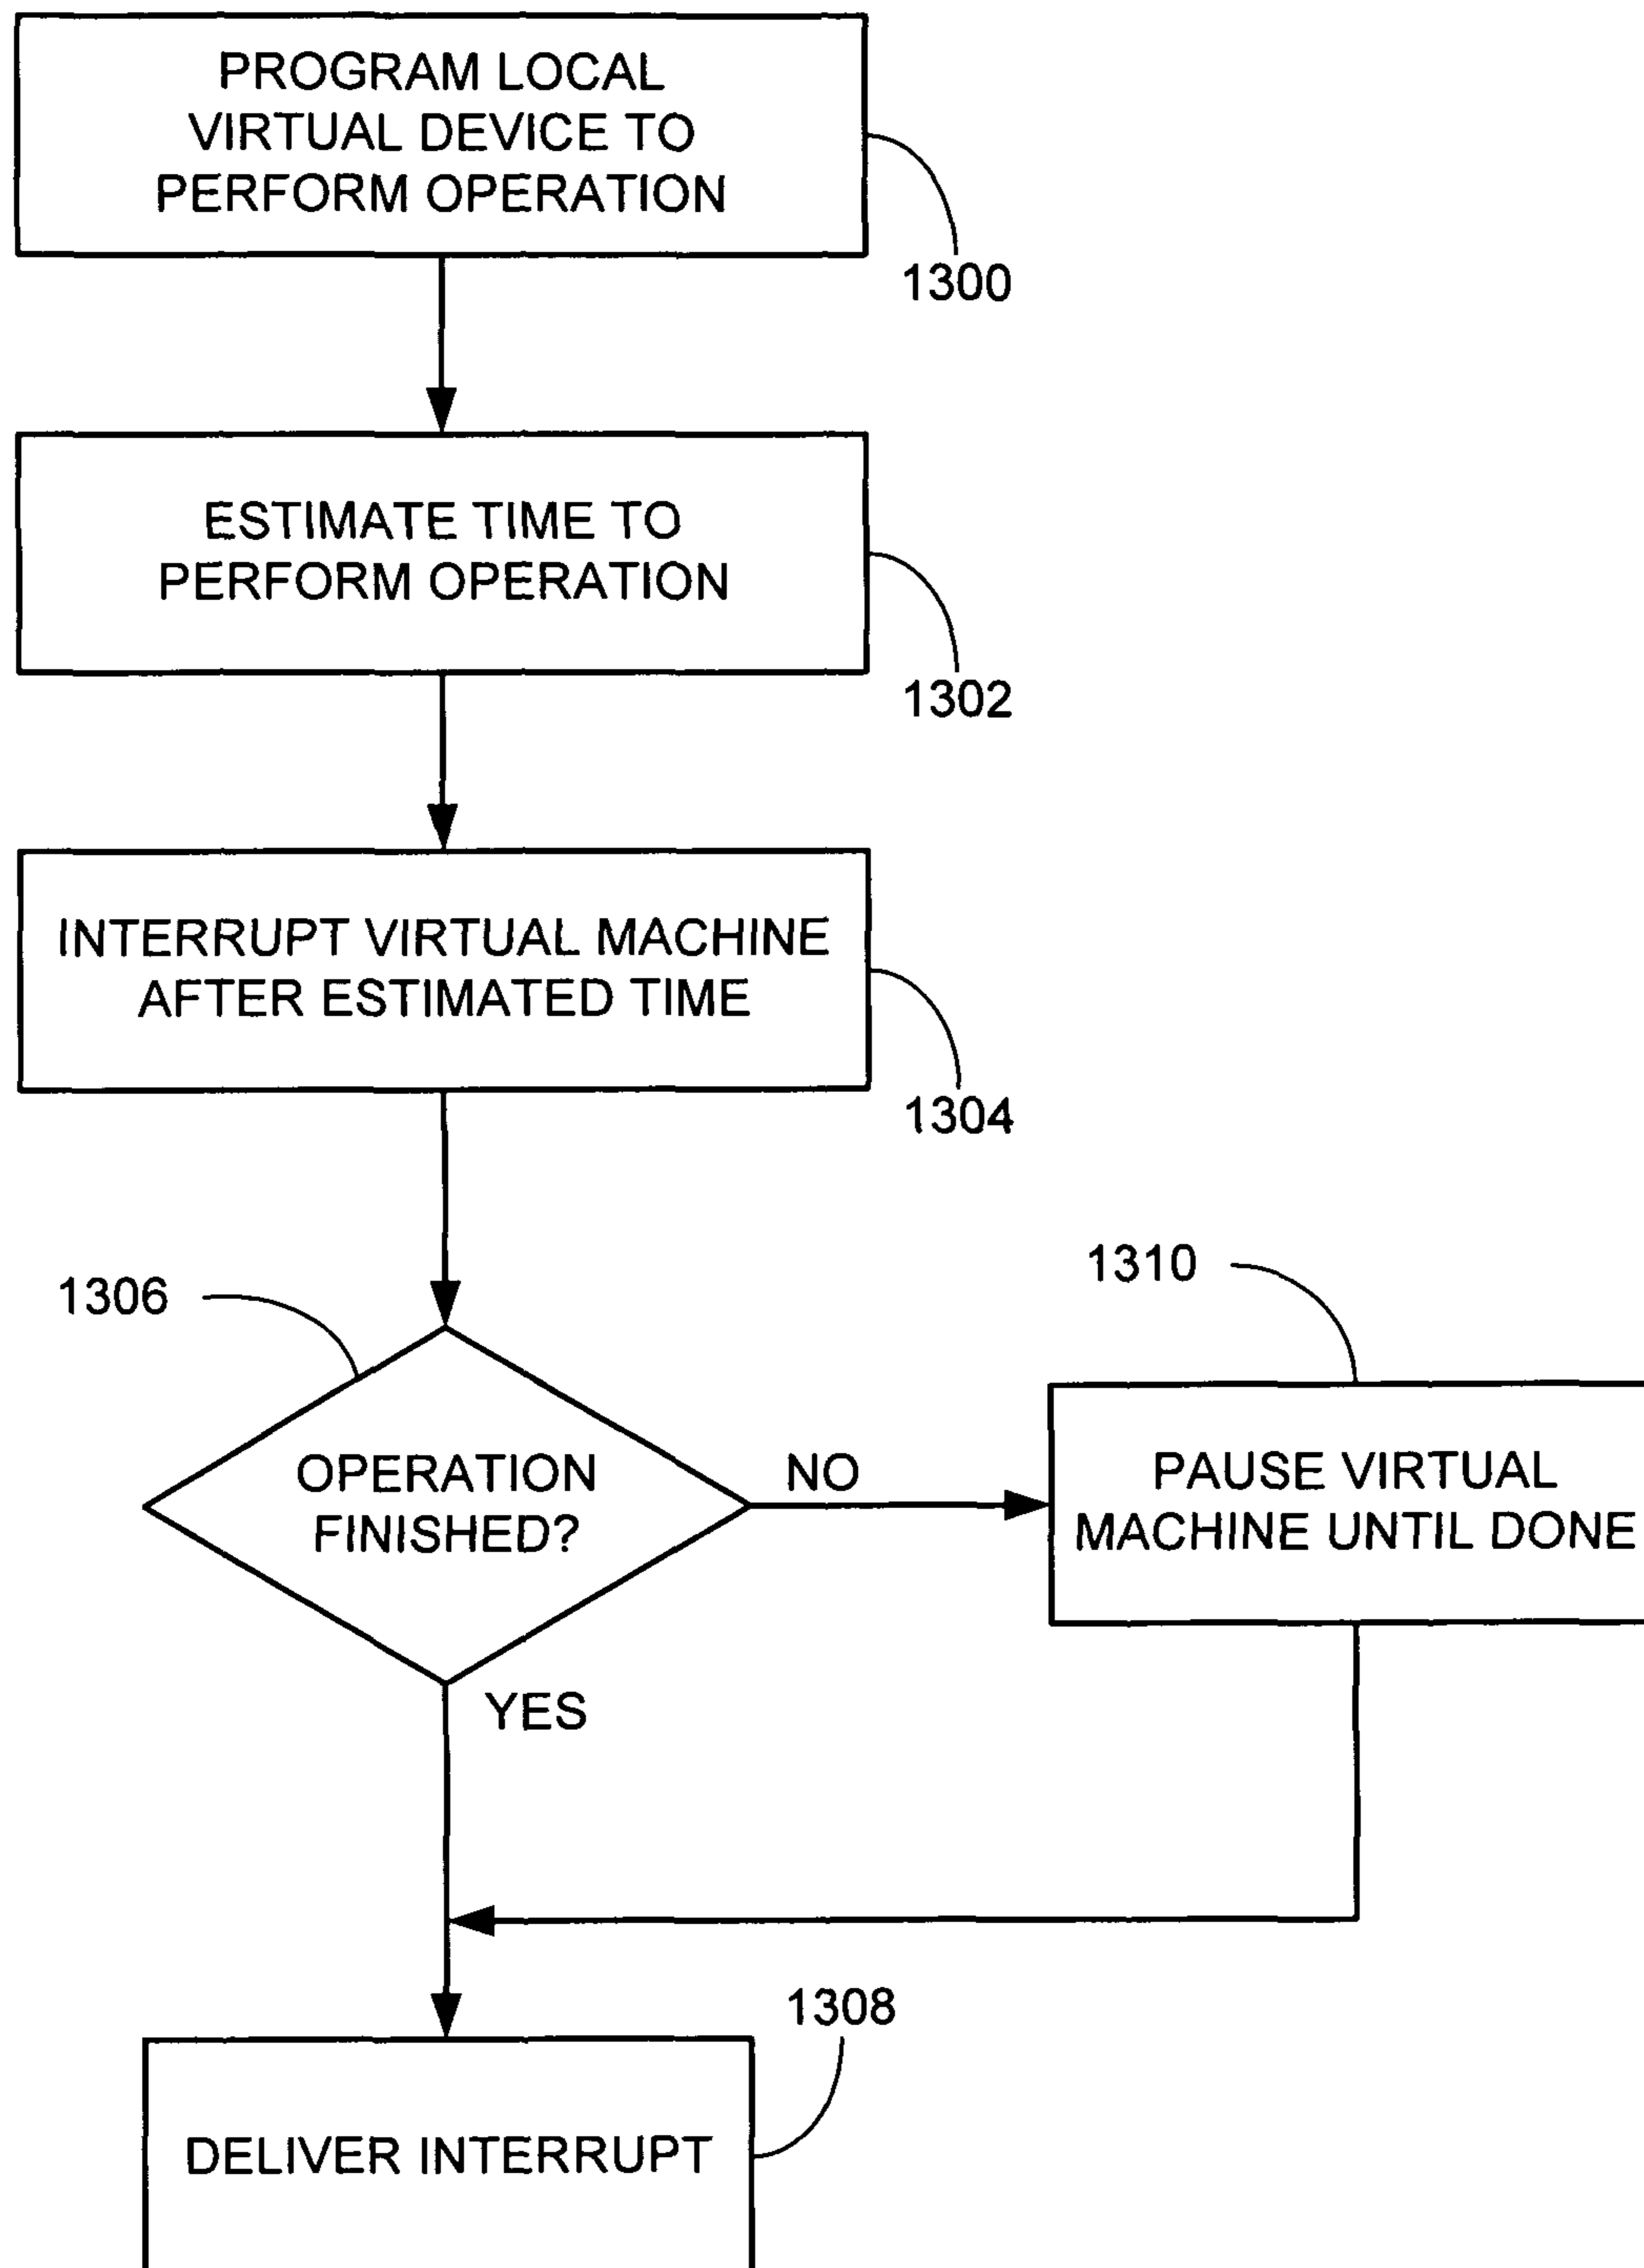 PROGRAM LOCAL
VIRTUAL DEVICE TO
PERFORM OPERATION
1300
ESTIMATE TIME TO
PERFORM OPERATION
1302
INTERRUPT VIRTUAL MACHINE
AFTER ESTIMATED TIME
1304
1306
1310
OPERATION
FINISHED?
NO
PAUSE VIRTUAL
MACHINE UNTIL DONE
YES
1308
DELIVER INTERRUPT